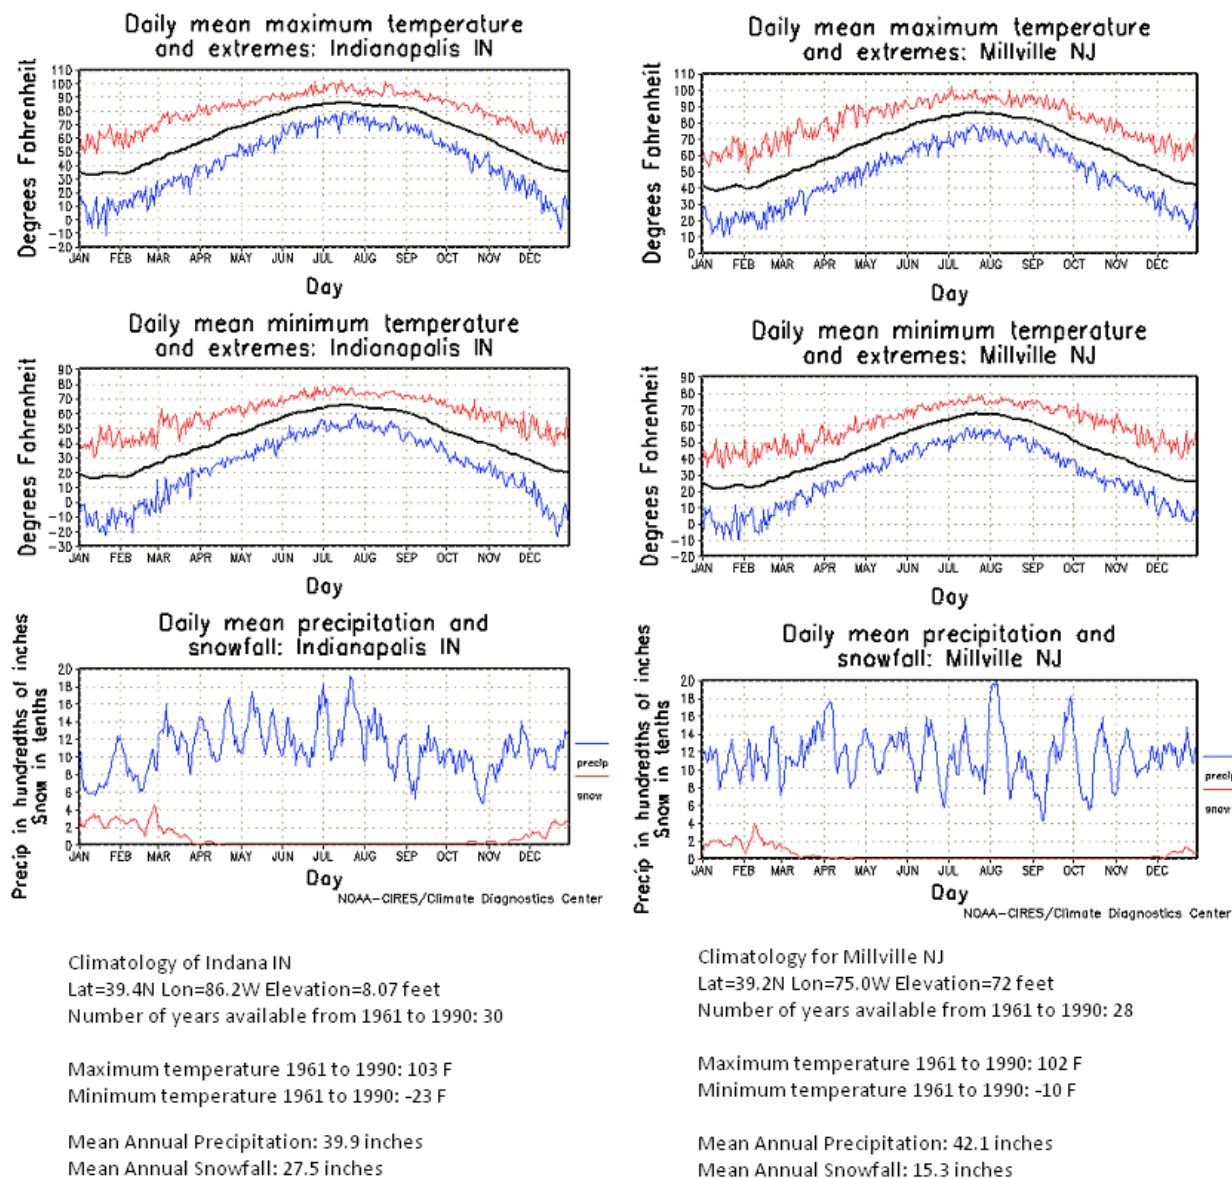 Daily mean maximum temperature
and extremes: Indianapolis IN
Degrees Fahrenheit
110
100
90
80
70
60
50
40
30
20
10
0
-10
-20
JAN FEB MAR APR MAY JUN JUL AUG SEP OCT NOV DEC
Day
Daily mean minimum temperature
and extremes: Indianapolis IN
Degrees Fahrenheit
90
80
70
60
50
40
30
20
10
0
-10
-20
-30
JAN FEB MAR APR MAY JUN JUL AUG SEP OCT NOV DEC
Day
Daily mean precipitation and
snowfall: Indianapolis IN
Precip in hundredths of inches
Snow in tenths
20
18
16
14
12
10
8
6
4
2
0
JAN FEB MAR APR MAY JUN JUL AUG SEP OCT NOV DEC
precip
snow
Day
NOAA-CIRES/Climate Diagnostics Center
Climatology of Indana IN
Lat=39.4N Lon=86.2W Elevation=8.07 feet
Number of years available from 1961 to 1990: 30
Maximum temperature 1961 to 1990: 103 F
Minimum temperature 1961 to 1990: -23 F
Mean Annual Precipitation: 39.9 inches
Mean Annual Snowfall: 27.5 inches
Daily mean maximum temperature
and extremes: Millville NJ
Degrees Fahrenheit
110
100
90
80
70
60
50
40
30
20
10
0
JAN FEB MAR APR MAY JUN JUL AUG SEP OCT NOV DEC
Day
Daily mean minimum temperature
and extremes: Millville NJ
Degrees Fahrenheit
90
80
70
60
50
40
30
20
10
0
-10
-20
JAN FEB MAR APR MAY JUN JUL AUG SEP OCT NOV DEC
Day
Daily mean precipitation and
snowfall: Millville NJ
Precip in hundredths of inches
Snow in tenths
20
18
16
14
12
10
8
6
4
2
0
JAN FEB MAR APR MAY JUN JUL AUG SEP OCT NOV DEC
precip
snow
Day
NOAA-CIRES/Climate Diagnostics Center
Climatology for Millville NJ
Lat=39.2N Lon=75.0W Elevation=72 feet
Number of years available from 1961 to 1990: 28
Maximum temperature 1961 to 1990: 102 F
Minimum temperature 1961 to 1990: -10 F
Mean Annual Precipitation: 42.1 inches
Mean Annual Snowfall: 15.3 inches